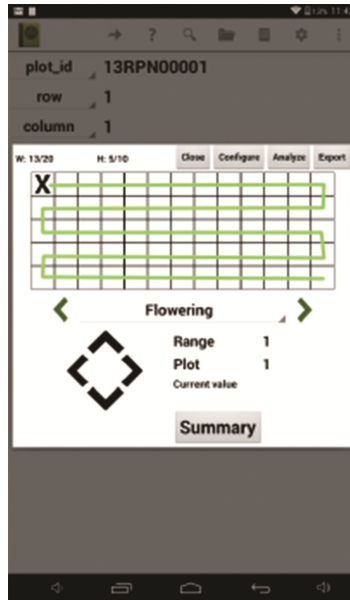 plot_id 13RPN00001
row 1
column 1
W: 13/20 H: 5/10 Close Configure Analyze Export
X
Flowering
Range 1
Plot 1
Current value
Summary